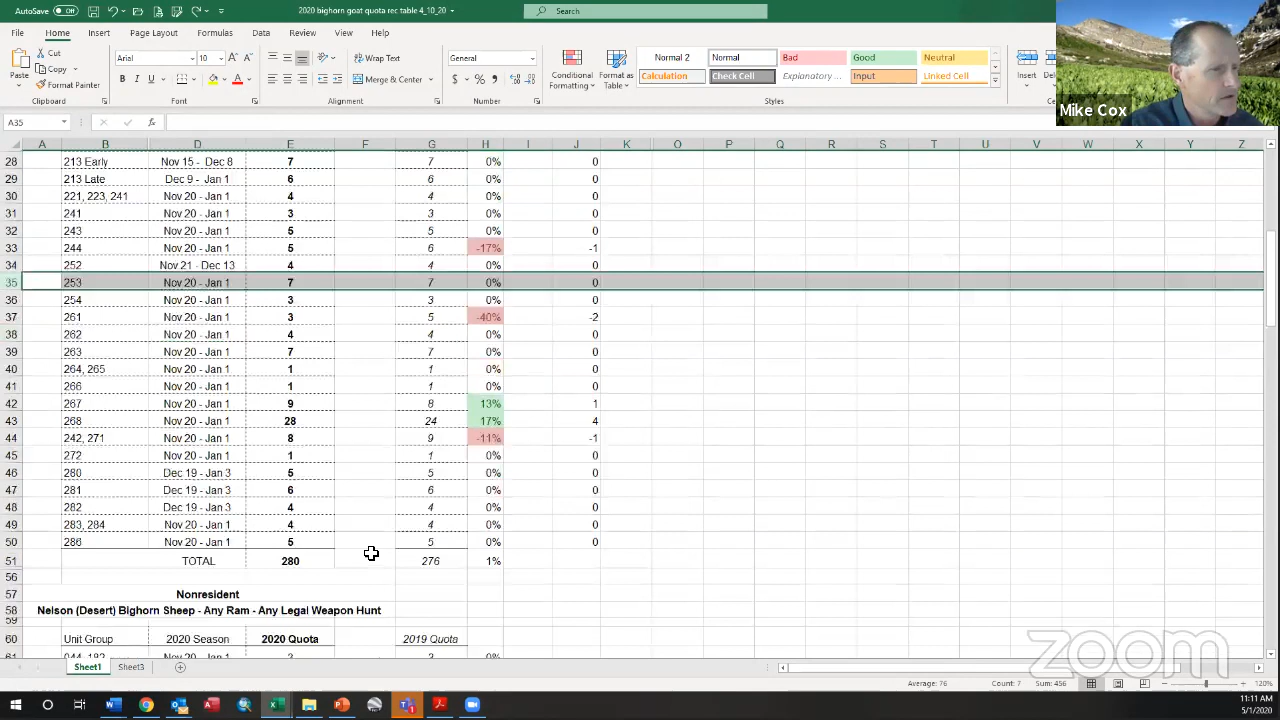 AutoSave Off 2020 bighorn goat quota rec table 4_10_20 Search
File Home Insert Page Layout Formulas Data Review View Help
Paste Cut Copy Format Painter Arial 10 General Merge & Center Conditional Formatting Format as Table Normal 2 Normal Bad Good Neutral Calculation Check Cell Explanatory ... Input Linked Cell Insert
Clipboard Font Alignment Number Styles
Mike Cox
A35 fx
A B D E F G H I J K O P Q R S T U V W X Y Z
28 213 Early Nov 15 - Dec 8 7 7 0% 0
29 213 Late Dec 9 - Jan 1 6 6 0% 0
30 221, 223, 241 Nov 20 - Jan 1 4 4 0% 0
31 241 Nov 20 - Jan 1 3 3 0% 0
32 243 Nov 20 - Jan 1 5 5 0% 0
33 244 Nov 20 - Jan 1 5 6 -17% -1
34 252 Nov 21 - Dec 13 4 4 0% 0
35 253 Nov 20 - Jan 1 7 7 0% 0
36 254 Nov 20 - Jan 1 3 3 0% 0
37 261 Nov 20 - Jan 1 3 5 -40% -2
38 262 Nov 20 - Jan 1 4 4 0% 0
39 263 Nov 20 - Jan 1 7 7 0% 0
40 264, 265 Nov 20 - Jan 1 1 1 0% 0
41 266 Nov 20 - Jan 1 1 1 0% 0
42 267 Nov 20 - Jan 1 9 8 13% 1
43 268 Nov 20 - Jan 1 28 24 17% 4
44 242, 271 Nov 20 - Jan 1 8 9 -11% -1
45 272 Nov 20 - Jan 1 1 1 0% 0
46 280 Dec 19 - Jan 3 5 5 0% 0
47 281 Dec 19 - Jan 3 6 6 0% 0
48 282 Dec 19 - Jan 3 4 4 0% 0
49 283, 284 Nov 20 - Jan 1 4 4 0% 0
50 286 Nov 20 - Jan 1 5 5 0% 0
51 TOTAL 280 276 1%
56
57 Nonresident
58 Nelson (Desert) Bighorn Sheep - Any Ram - Any Legal Weapon Hunt
59
60 Unit Group 2020 Season 2020 Quota 2019 Quota
zoom
Sheet1 Sheet3
Average: 76 Count: 7 Sum: 456 120%
11:11 AM
5/1/2020